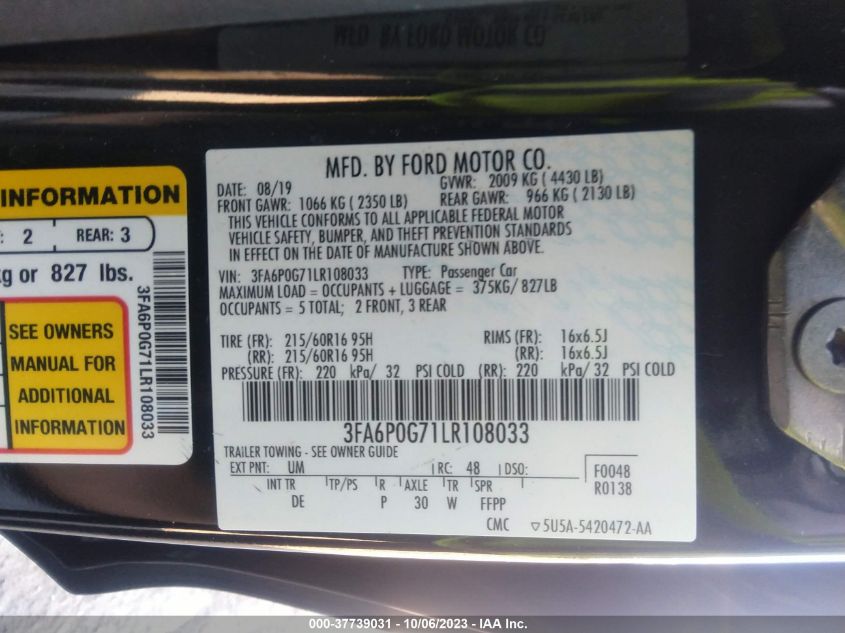 MFD. BY FORD MOTOR CO.
DATE: 08/19 GVWR: 2009 KG ( 4430 LB)
FRONT GAWR: 1066 KG ( 2350 LB) REAR GAWR: 966 KG ( 2130 LB)
THIS VEHICLE CONFORMS TO ALL APPLICABLE FEDERAL MOTOR
VEHICLE SAFETY, BUMPER, AND THEFT PREVENTION STANDARDS
IN EFFECT ON THE DATE OF MANUFACTURE SHOWN ABOVE.
VIN: 3FA6P0G71LR108033 TYPE: Passenger Car
MAXIMUM LOAD = OCCUPANTS + LUGGAGE = 375KG/ 827LB
OCCUPANTS = 5 TOTAL; 2 FRONT, 3 REAR
TIRE (FR): 215/60R16 95H RIMS (FR): 16x6.5J
(RR): 215/60R16 95H (RR): 16x6.5J
PRESSURE (FR): 220 kPa/ 32 PSI COLD (RR): 220 kPa/ 32 PSI COLD
3FA6P0G71LR108033
TRAILER TOWING - SEE OWNER GUIDE
EXT PNT: UM RC: 48 DSO: F0048
INT TR TP/PS R AXLE TR SPR R0138
DE P 30 W FFPP
CMC ▽5U5A-5420472-AA
INFORMATION
: 2 REAR: 3
kg or 827 lbs.
SEE OWNERS
MANUAL FOR
ADDITIONAL
INFORMATION
3FA6P0G71LR108033
000-37739031 - 10/06/2023 - IAA Inc.